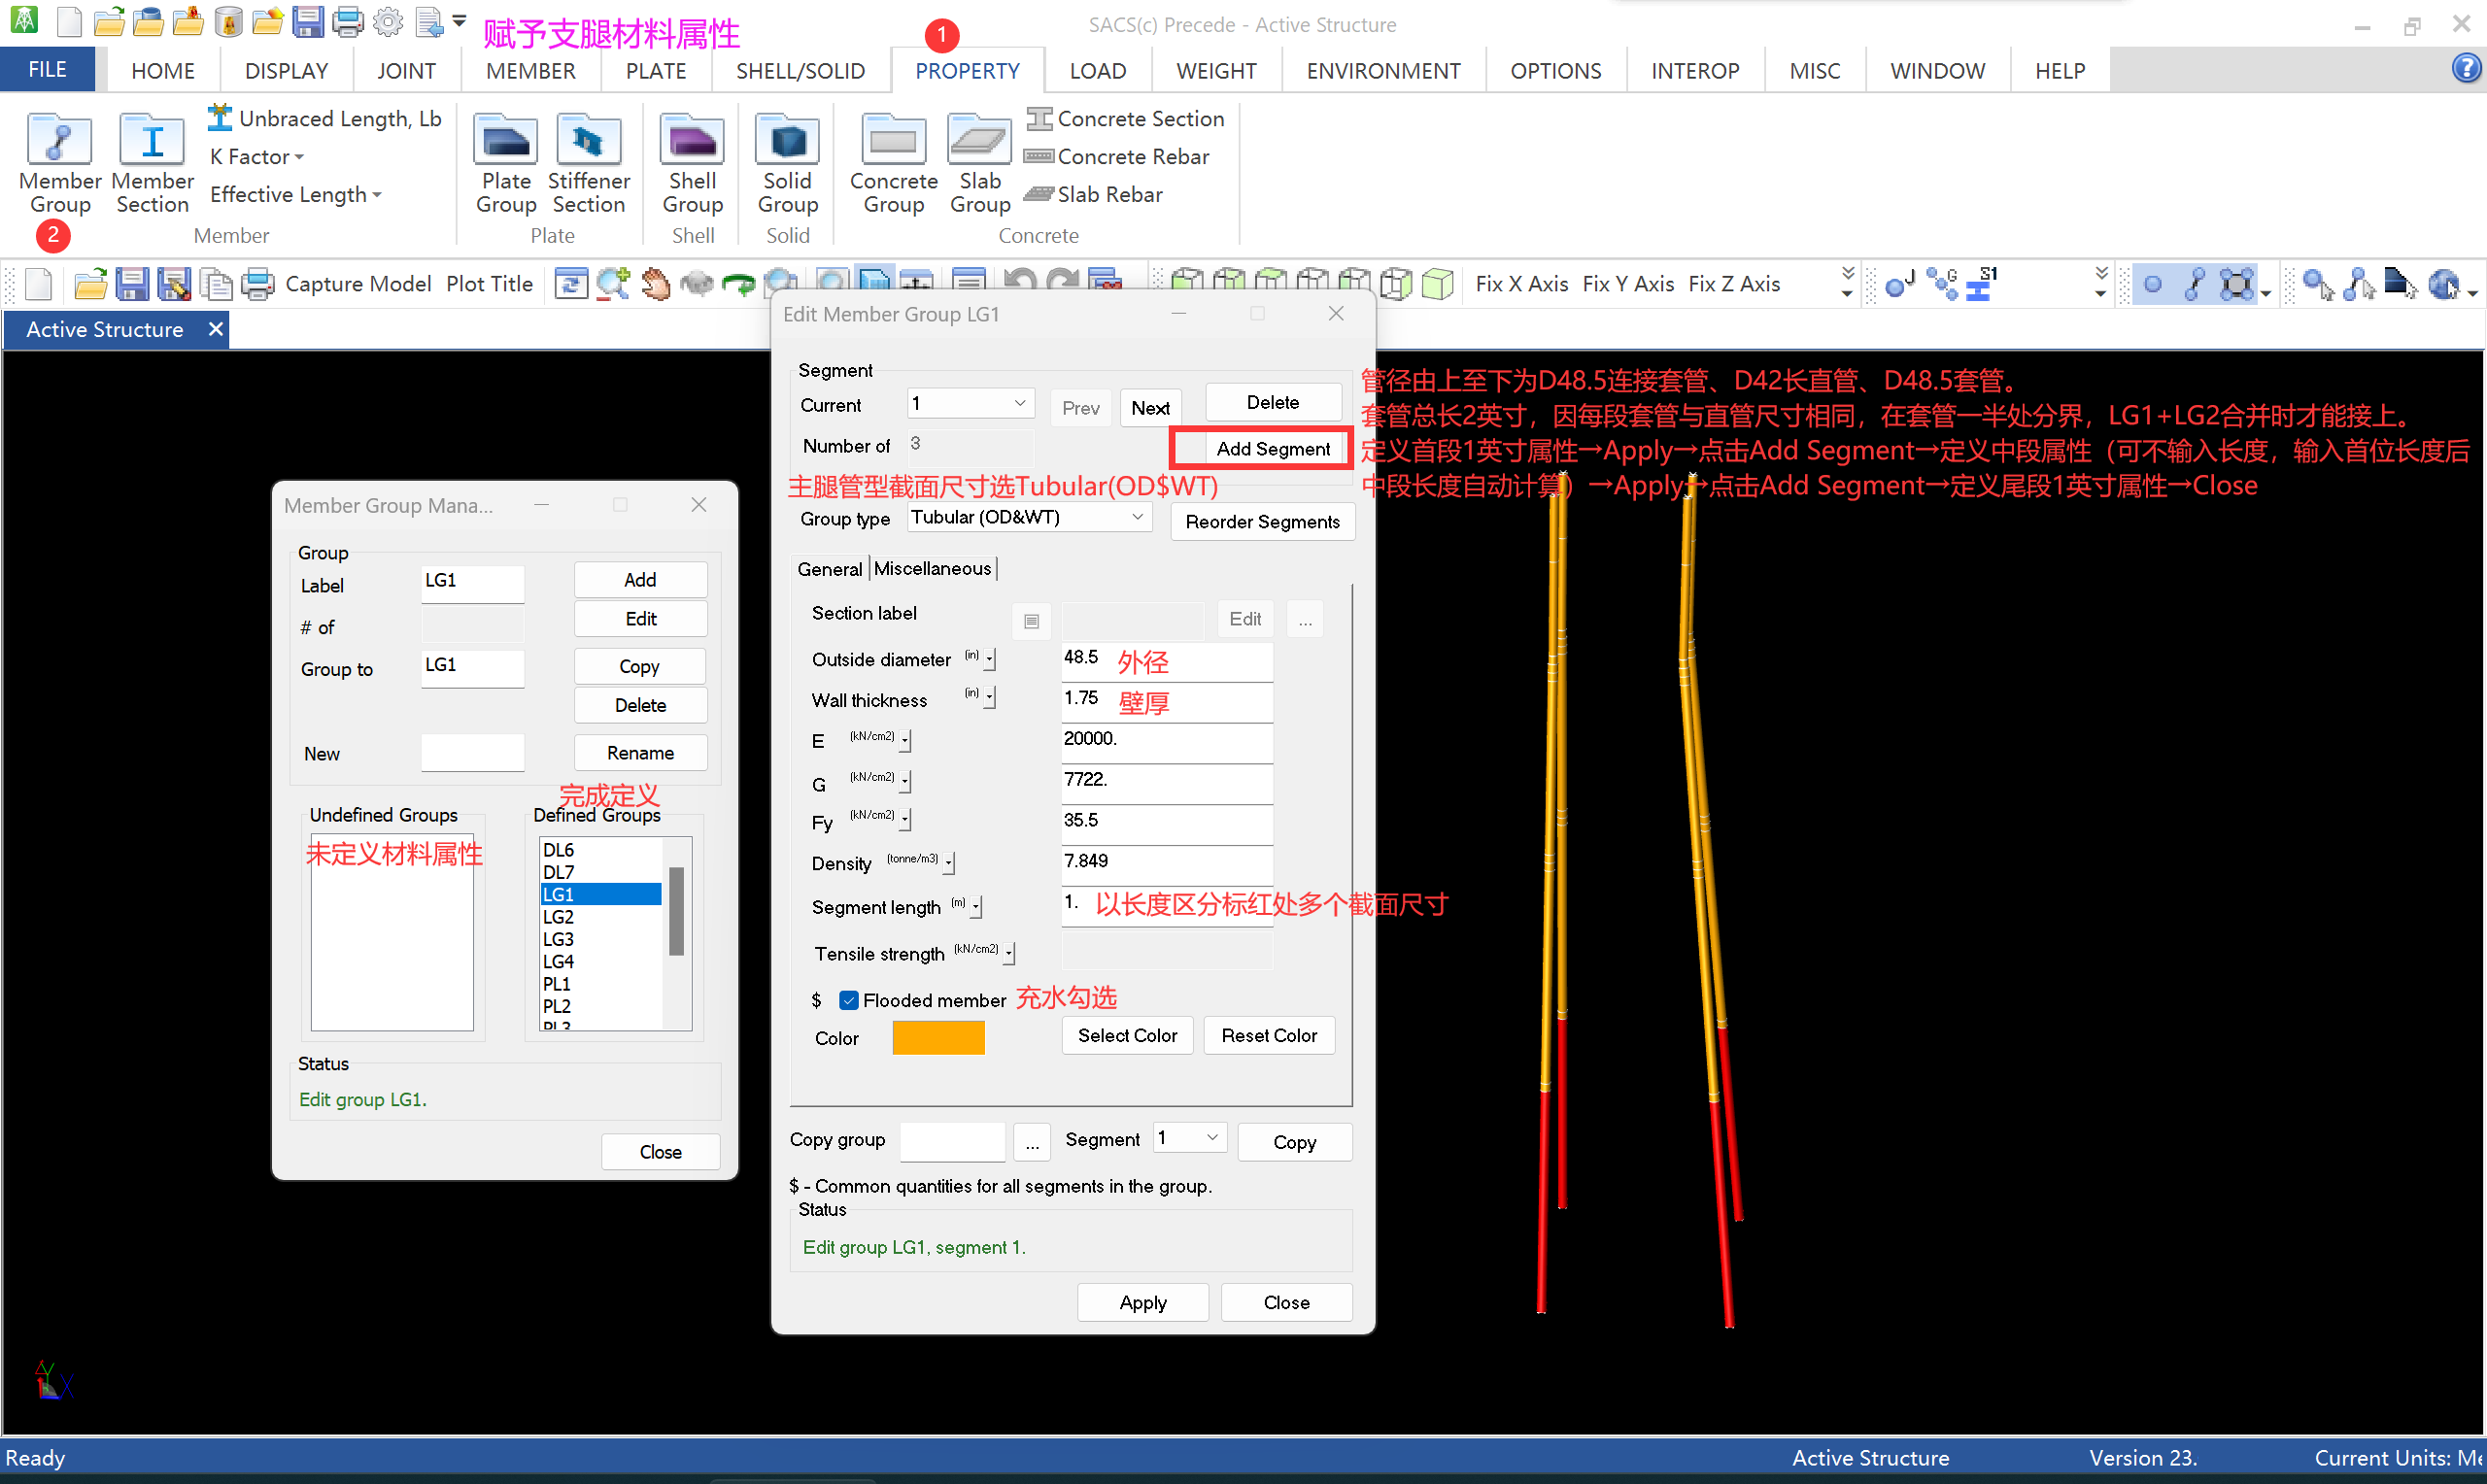 赋予支腿材料属性
1
SACS(c) Precede - Active Structure
FILE
HOME
DISPLAY
JOINT
MEMBER
PLATE
SHELL/SOLID
PROPERTY
LOAD
WEIGHT
ENVIRONMENT
OPTIONS
INTEROP
MISC
WINDOW
HELP
Member Group
Member Section
Unbraced Length, Lb
K Factor
Effective Length
Member
2
Plate Group
Stiffener Section
Plate
Shell Group
Shell
Solid Group
Solid
Concrete Group
Slab Group
Concrete Section
Concrete Rebar
Slab Rebar
Concrete
Capture Model
Plot Title
Fix X Axis
Fix Y Axis
Fix Z Axis
J
G
S1
Active Structure
Edit Member Group LG1
Segment
Current
1
Prev
Next
Delete
Number of
3
Add Segment
主腿管型截面尺寸选Tubular(OD$WT)
Group type
Tubular (OD&WT)
Reorder Segments
General
Miscellaneous
Section label
Edit
...
Outside diameter (in)
48.5
外径
Wall thickness (in)
1.75
壁厚
E (kN/cm2)
20000.
G (kN/cm2)
7722.
Fy (kN/cm2)
35.5
Density (tonne/m3)
7.849
Segment length (m)
1.
以长度区分标红处多个截面尺寸
Tensile strength (kN/cm2)
$
Flooded member
充水勾选
Color
Select Color
Reset Color
Copy group
...
Segment
1
Copy
$ - Common quantities for all segments in the group.
Status
Edit group LG1, segment 1.
Apply
Close
管径由上至下为D48.5连接套管、D42长直管、D48.5套管。
套管总长2英寸，因每段套管与直管尺寸相同，在套管一半处分界，LG1+LG2合并时才能接上。
定义首段1英寸属性→Apply→点击Add Segment→定义中段属性（可不输入长度，输入首位长度后
中段长度自动计算）→Apply→点击Add Segment→定义尾段1英寸属性→Close
Member Group Mana...
Group
Label
LG1
Add
# of
Edit
Group to
LG1
Copy
Delete
New
Rename
完成定义
Undefined Groups
Defined Groups
未定义材料属性
DL6
DL7
LG1
LG2
LG3
LG4
PL1
PL2
PL3
Status
Edit group LG1.
Close
Y
X
Ready
Active Structure
Version 23.
Current Units: Me